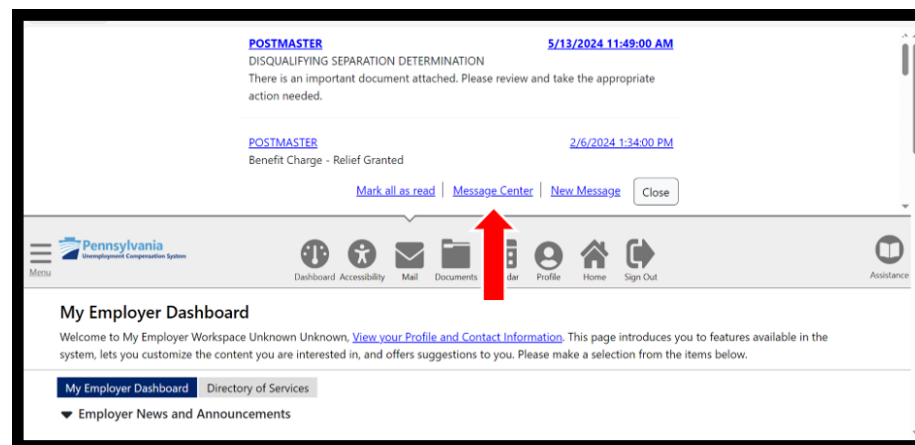 POSTMASTER 5/13/2024 11:49:00 AM
DISQUALIFYING SEPARATION DETERMINATION
There is an important document attached. Please review and take the appropriate
action needed.
POSTMASTER 2/6/2024 1:34:00 PM
Benefit Charge - Relief Granted
Mark all as read | Message Center | New Message Close
Menu
Pennsylvania
Unemployment Compensation System
Dashboard Accessibility Mail Documents dar Profile Home Sign Out Assistance
My Employer Dashboard
Welcome to My Employer Workspace Unknown Unknown, View your Profile and Contact Information. This page introduces you to features available in the
system, lets you customize the content you are interested in, and offers suggestions to you. Please make a selection from the items below.
My Employer Dashboard Directory of Services
Employer News and Announcements